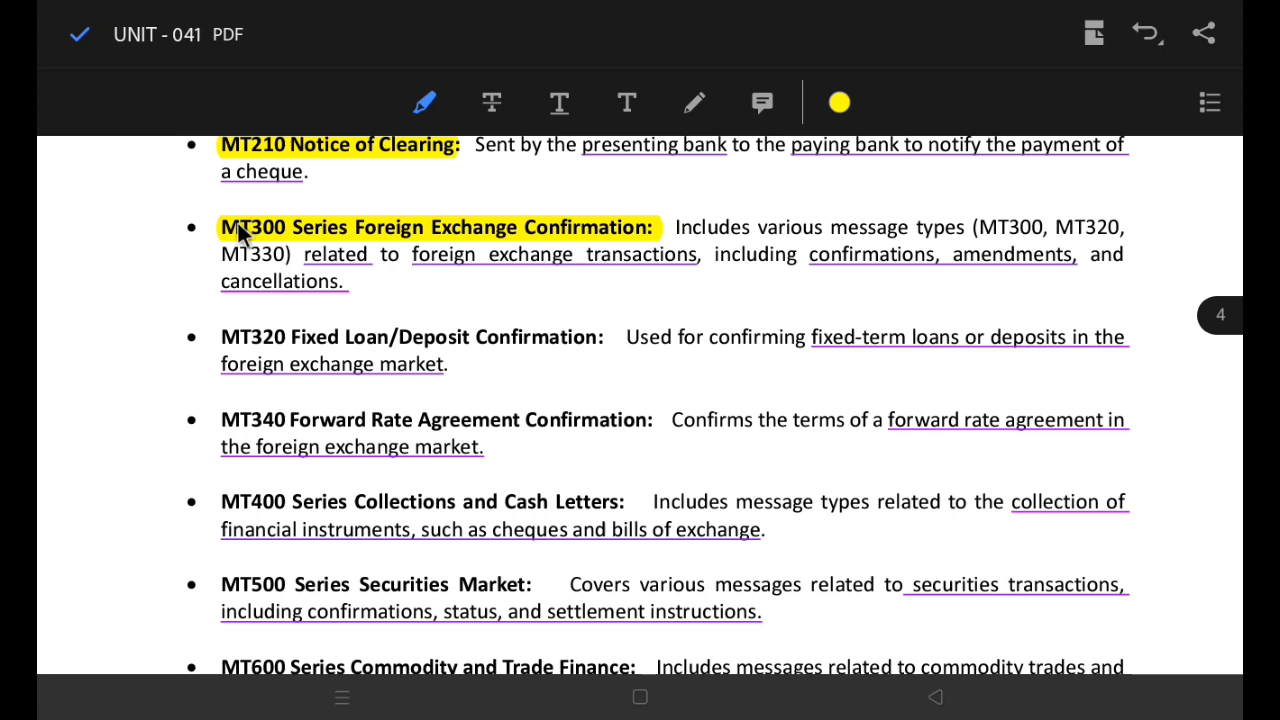 UNIT - 041 PDF
• MT210 Notice of Clearing: Sent by the presenting bank to the paying bank to notify the payment of
a cheque.
• MT300 Series Foreign Exchange Confirmation: Includes various message types (MT300, MT320,
MT330) related to foreign exchange transactions, including confirmations, amendments, and
cancellations.
4
• MT320 Fixed Loan/Deposit Confirmation: Used for confirming fixed-term loans or deposits in the
foreign exchange market.
• MT340 Forward Rate Agreement Confirmation: Confirms the terms of a forward rate agreement in
the foreign exchange market.
• MT400 Series Collections and Cash Letters: Includes message types related to the collection of
financial instruments, such as cheques and bills of exchange.
• MT500 Series Securities Market: Covers various messages related to securities transactions,
including confirmations, status, and settlement instructions.
• MT600 Series Commodity and Trade Finance: Includes messages related to commodity trades and